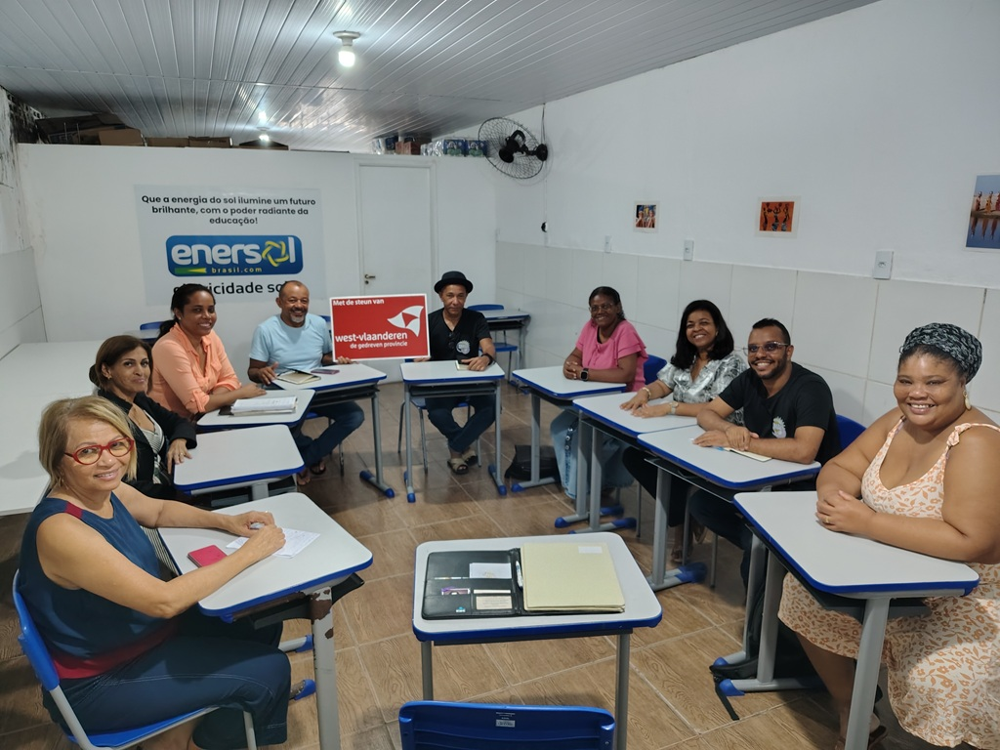 Que a energia do sol ilumine um futuro
brilhante, com o poder radiante da
educação!
enersol
brasil.com
icidade so
Met de steun van
west-vlaanderen
de gedreven provincie